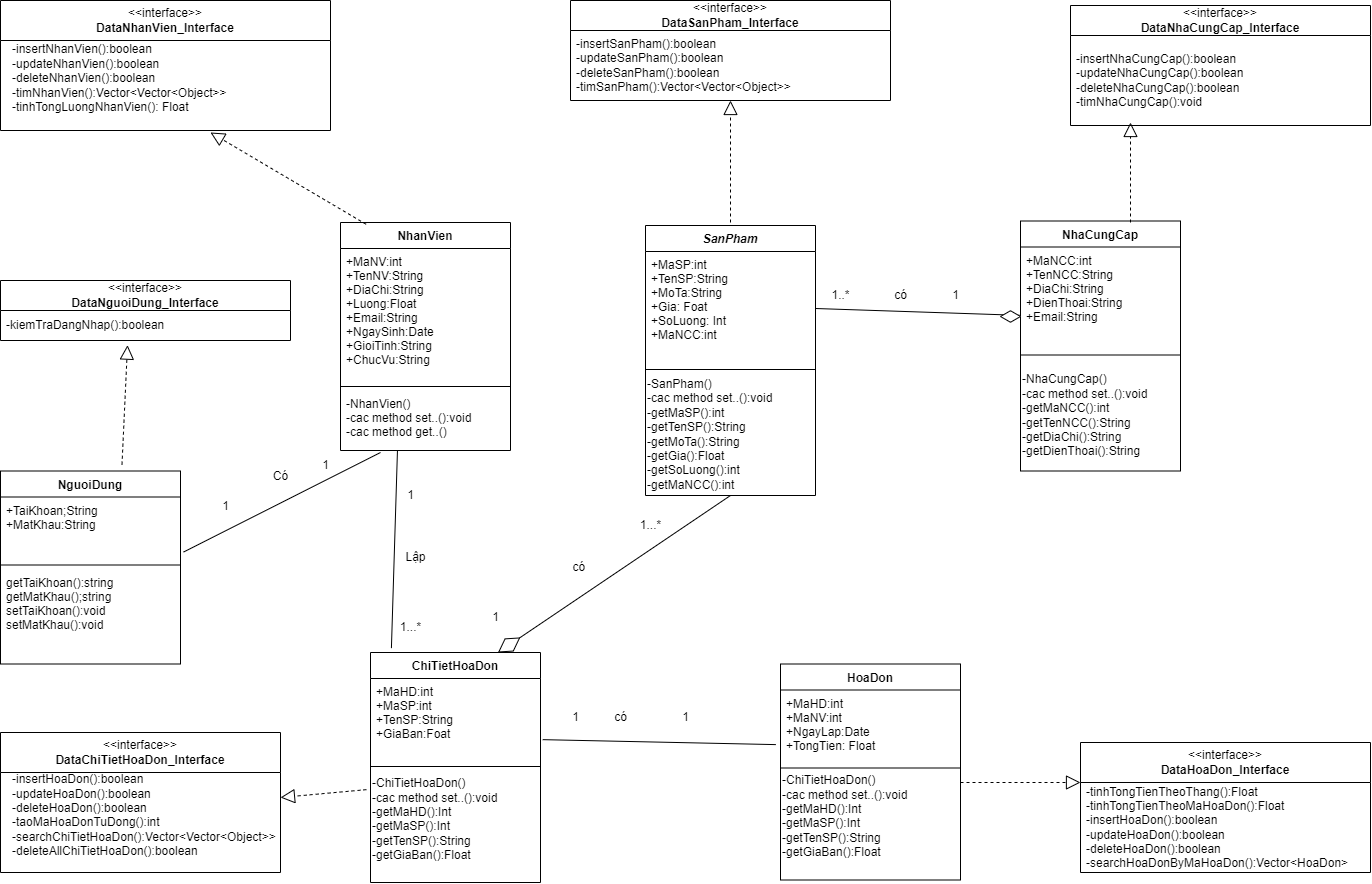 <<interface>>
DataNhanVien_Interface
-insertNhanVien():boolean
-updateNhanVien():boolean
-deleteNhanVien():boolean
-timNhanVien():Vector<Vector<Object>>
-tinhTongLuongNhanVien(): Float
<<interface>>
DataSanPham_Interface
-insertSanPham():boolean
-updateSanPham():boolean
-deleteSanPham():boolean
-timSanPham():Vector<Vector<Object>>
<<interface>>
DataNhaCungCap_Interface
-insertNhaCungCap():boolean
-updateNhaCungCap():boolean
-deleteNhaCungCap():boolean
-timNhaCungCap():void
NhanVien
+MaNV:int
+TenNV:String
+DiaChi:String
+Luong:Float
+Email:String
+NgaySinh:Date
+GioiTinh:String
+ChucVu:String
-NhanVien()
-cac method set..():void
-cac method get..()
SanPham
+MaSP:int
+TenSP:String
+MoTa:String
+Gia: Foat
+SoLuong: Int
+MaNCC:int
-SanPham()
-cac method set..():void
-getMaSP():int
-getTenSP():String
-getMoTa():String
-getGia():Float
-getSoLuong():int
-getMaNCC():int
1..* có 1
NhaCungCap
+MaNCC:int
+TenNCC:String
+DiaChi:String
+DienThoai:String
+Email:String
-NhaCungCap()
-cac method set..():void
-getMaNCC():int
-getTenNCC():String
-getDiaChi():String
-getDienThoai():String
<<interface>>
DataNguoiDung_Interface
-kiemTraDangNhap():boolean
NguoiDung
+TaiKhoan;String
+MatKhau:String
getTaiKhoan():string
getMatKhau();string
setTaiKhoan():void
setMatKhau():void
1
Có
1
1
Lập
1...*
1...*
có
1
ChiTietHoaDon
+MaHD:int
+MaSP:int
+TenSP:String
+GiaBan:Foat
-ChiTietHoaDon()
-cac method set..():void
-getMaHD():Int
-getMaSP():Int
-getTenSP():String
-getGiaBan():Float
1 có 1
HoaDon
+MaHD:int
+MaNV:int
+NgayLap:Date
+TongTien: Float
-ChiTietHoaDon()
-cac method set..():void
-getMaHD():Int
-getMaSP():Int
-getTenSP():String
-getGiaBan():Float
<<interface>>
DataChiTietHoaDon_Interface
-insertHoaDon():boolean
-updateHoaDon():boolean
-deleteHoaDon():boolean
-taoMaHoaDonTuDong():int
-searchChiTietHoaDon():Vector<Vector<Object>>
-deleteAllChiTietHoaDon():boolean
<<interface>>
DataHoaDon_Interface
-tinhTongTienTheoThang():Float
-tinhTongTienTheoMaHoaDon():Float
-insertHoaDon():boolean
-updateHoaDon():boolean
-deleteHoaDon():boolean
-searchHoaDonByMaHoaDon():Vector<HoaDon>